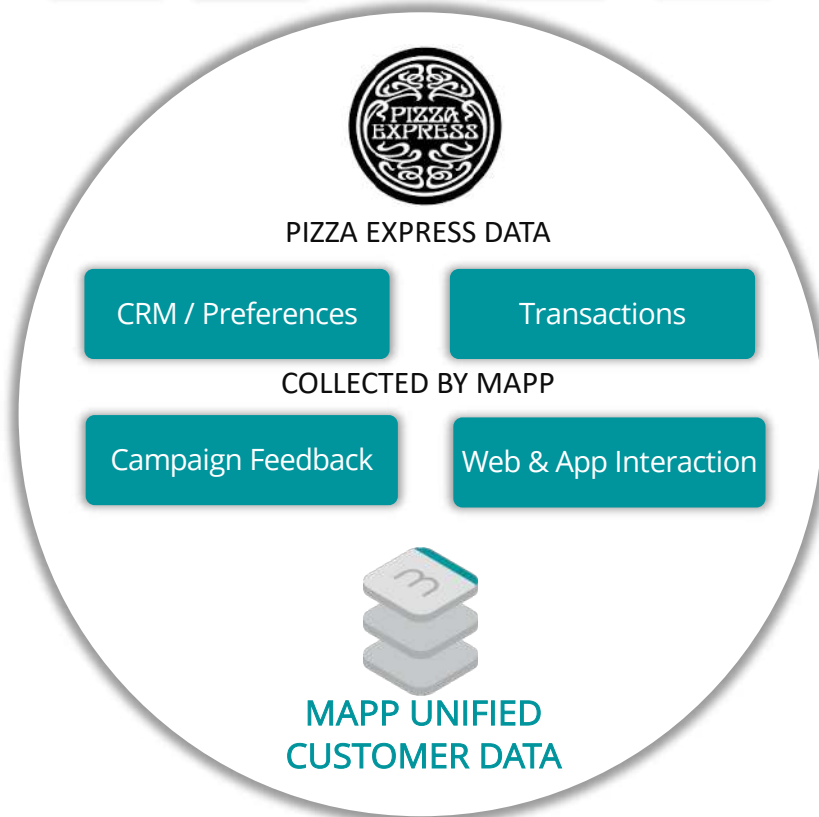 PIZZA
EXPRESS
PIZZA EXPRESS DATA
CRM / Preferences
Transactions
COLLECTED BY MAPP
Campaign Feedback
Web & App Interaction
m
MAPP UNIFIED
CUSTOMER DATA